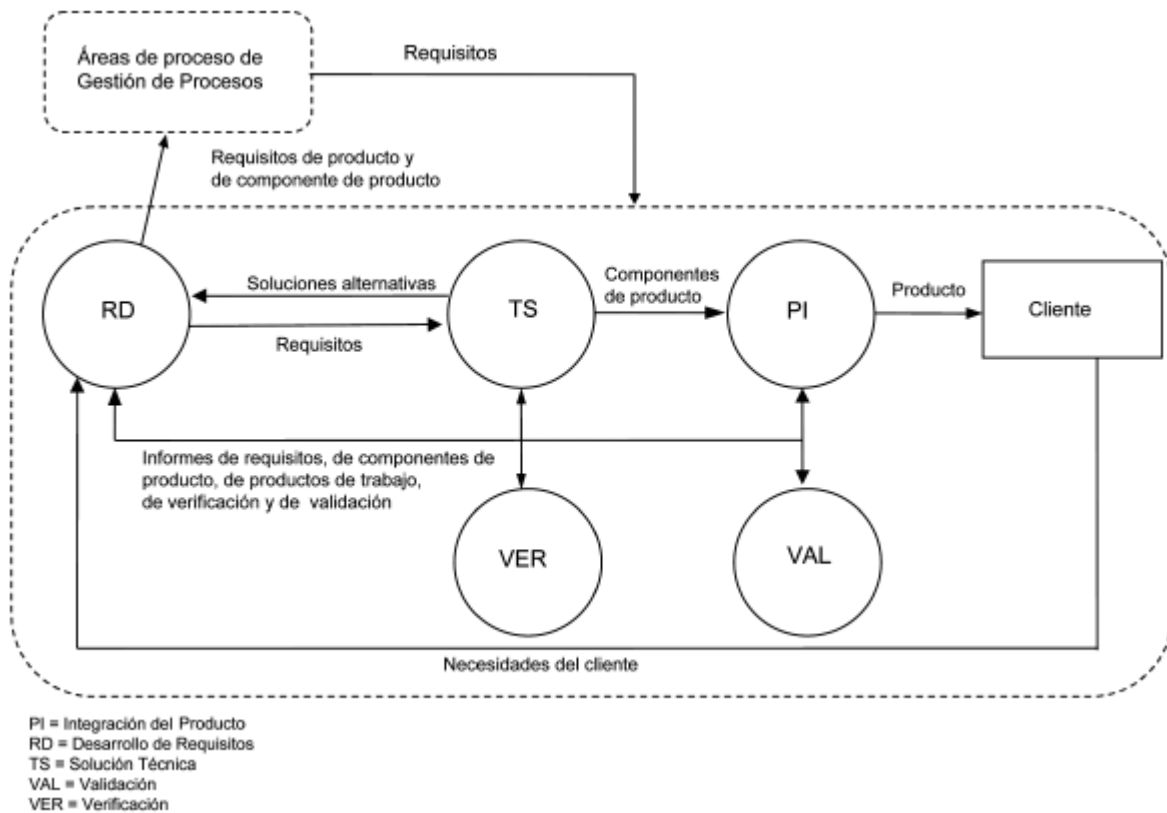 Áreas de proceso de
Gestión de Procesos
Requisitos
Requisitos de producto y
de componente de producto
RD
Soluciones alternativas
Requisitos
TS
Componentes
de producto
PI
Producto
Cliente
Informes de requisitos, de componentes de
producto, de productos de trabajo,
de verificación y de validación
VER
VAL
Necesidades del cliente
PI = Integración del Producto
RD = Desarrollo de Requisitos
TS = Solución Técnica
VAL = Validación
VER = Verificación